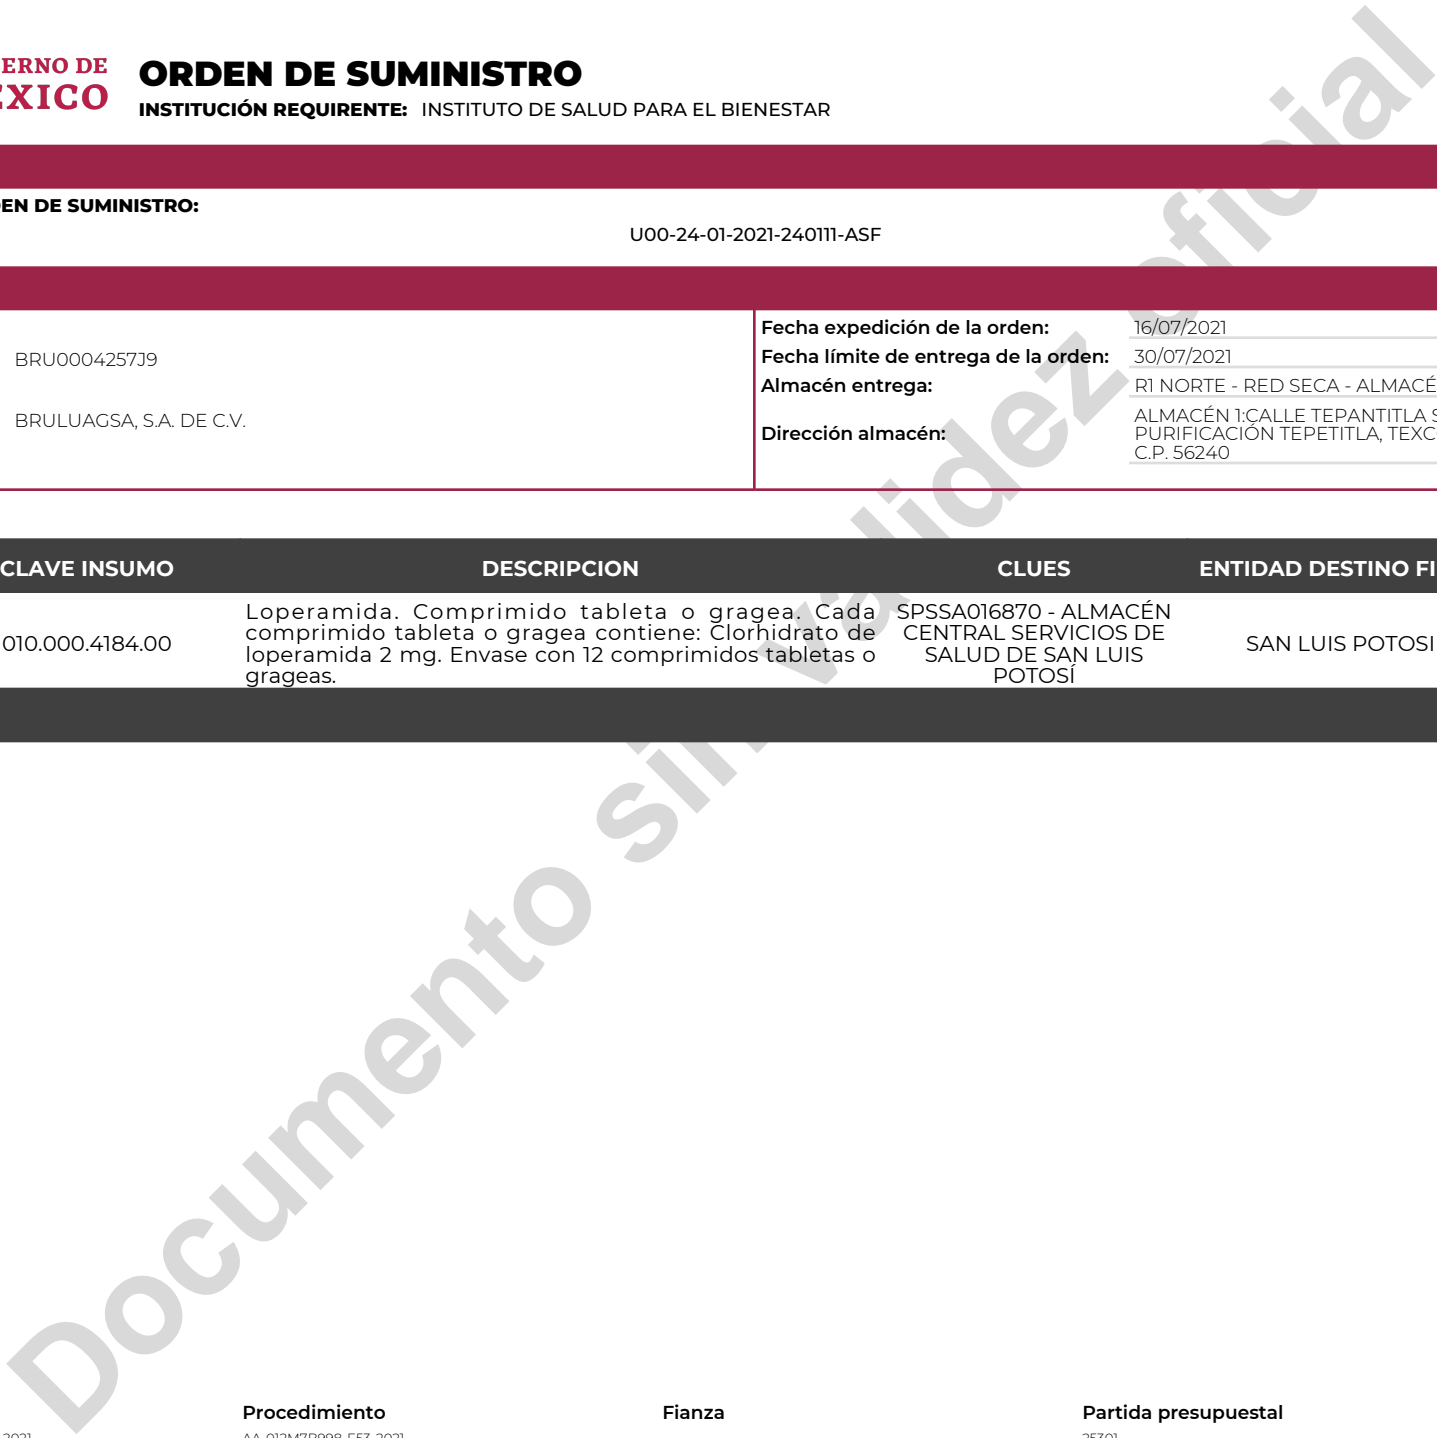 ERNO DE
ÉXICO
ORDEN DE SUMINISTRO
INSTITUCIÓN REQUIRENTE: INSTITUTO DE SALUD PARA EL BIENESTAR
EN DE SUMINISTRO:
U00-24-01-2021-240111-ASF
BRU0004257J9
BRULUAGSA, S.A. DE C.V.
Fecha expedición de la orden: 16/07/2021
Fecha límite de entrega de la orden: 30/07/2021
Almacén entrega: R1 NORTE - RED SECA - ALMACÉ
Dirección almacén:
ALMACÉN 1:CALLE TEPANTITLA S
PURIFICACIÓN TEPETITLA, TEXC
C.P. 56240
CLAVE INSUMO DESCRIPCION CLUES ENTIDAD DESTINO FI
010.000.4184.00
Loperamida. Comprimido tableta o gragea. Cada
comprimido tableta o gragea contiene: Clorhidrato de
loperamida 2 mg. Envase con 12 comprimidos tabletas o
grageas.
SPSSA016870 - ALMACÉN
CENTRAL SERVICIOS DE
SALUD DE SAN LUIS
POTOSÍ
SAN LUIS POTOSI
Documento sin validez oficial
Procedimiento Fianza Partida presupuestal